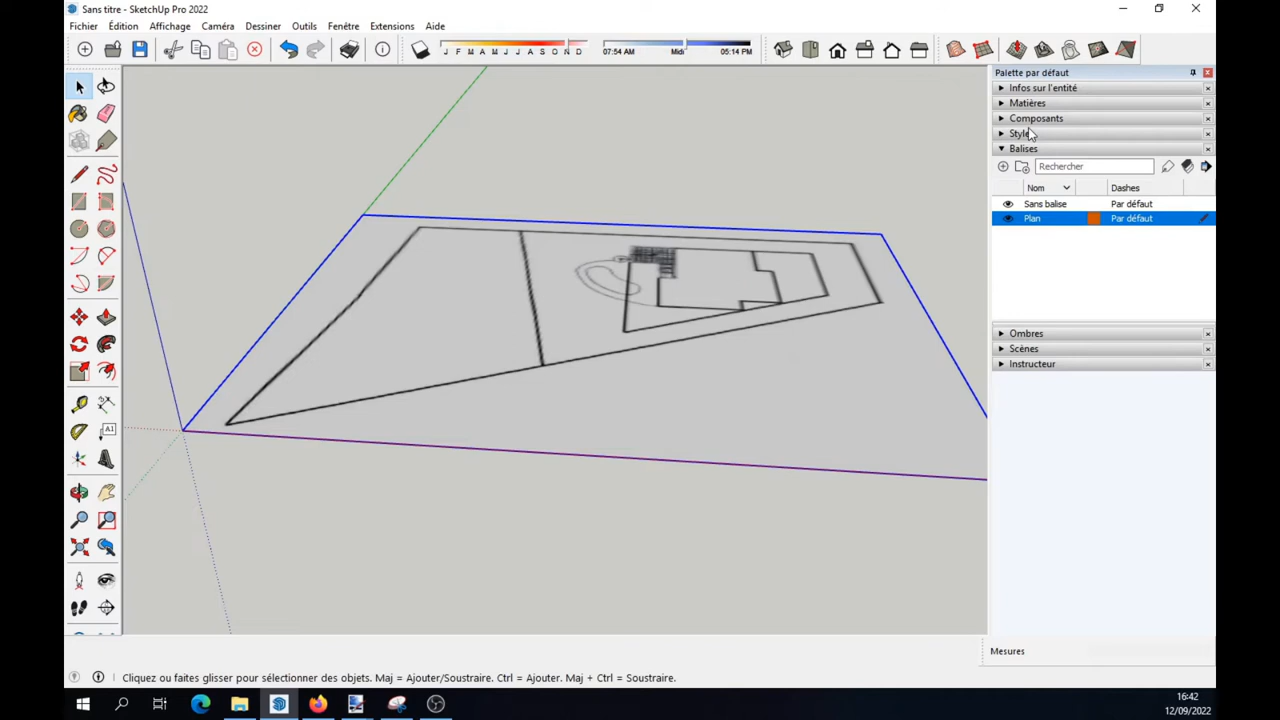 Sans titre - SketchUp Pro 2022
Fichier Édition Affichage Caméra Dessiner Outils Fenêtre Extensions Aide
J F M A M J J A S O N D
07:54 AM Midi 05:14 PM
Palette par défaut
Infos sur l'entité
Matières
Composants
Style
Balises
Rechercher
Nom Dashes
Sans balise Par défaut
Plan Par défaut
Ombres
Scènes
Instructeur
A1
Mesures
Cliquez ou faites glisser pour sélectionner des objets. Maj = Ajouter/Soustraire. Ctrl = Ajouter. Maj + Ctrl = Soustraire.
16:42
12/09/2022